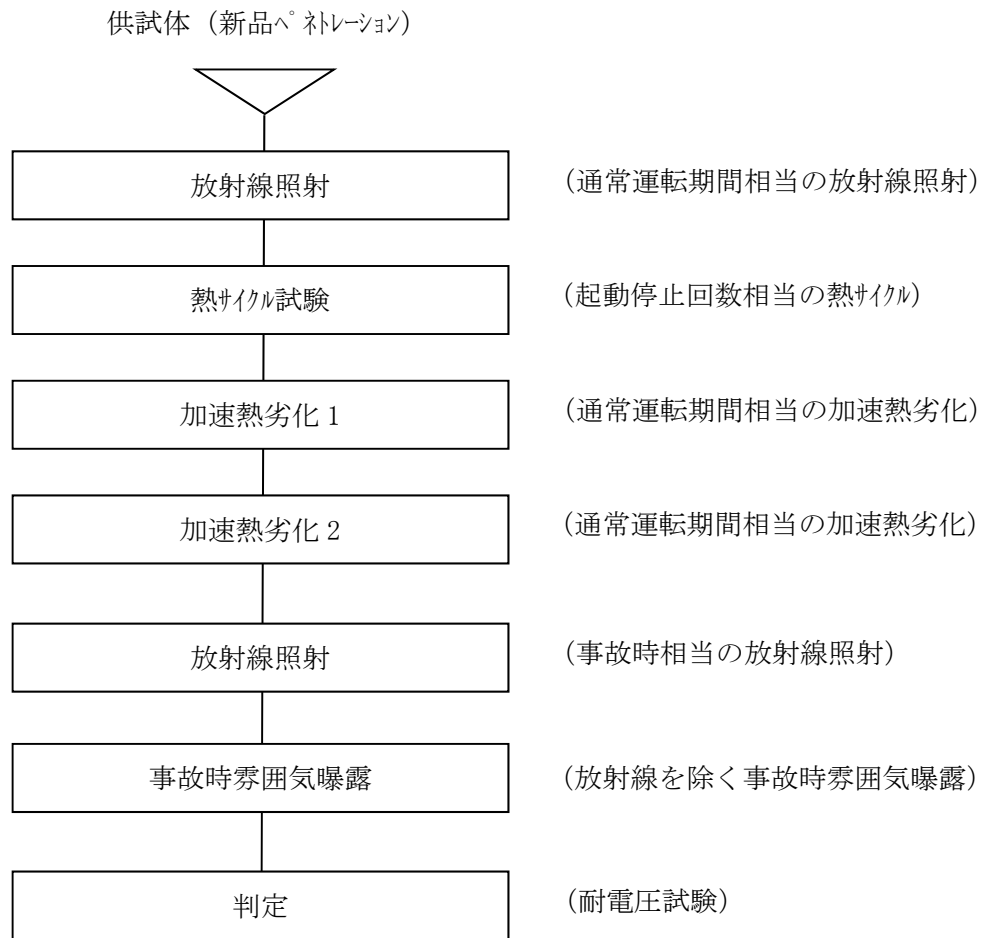 供試体（新品ﾍﾟﾈﾄﾚｰｼｮﾝ）
放射線照射
（通常運転期間相当の放射線照射）
熱ｻｲｸﾙ試験
（起動停止回数相当の熱ｻｲｸﾙ）
加速熱劣化 1
（通常運転期間相当の加速熱劣化）
加速熱劣化 2
（通常運転期間相当の加速熱劣化）
放射線照射
（事故時相当の放射線照射）
事故時雰囲気曝露
（放射線を除く事故時雰囲気曝露）
判定
（耐電圧試験）